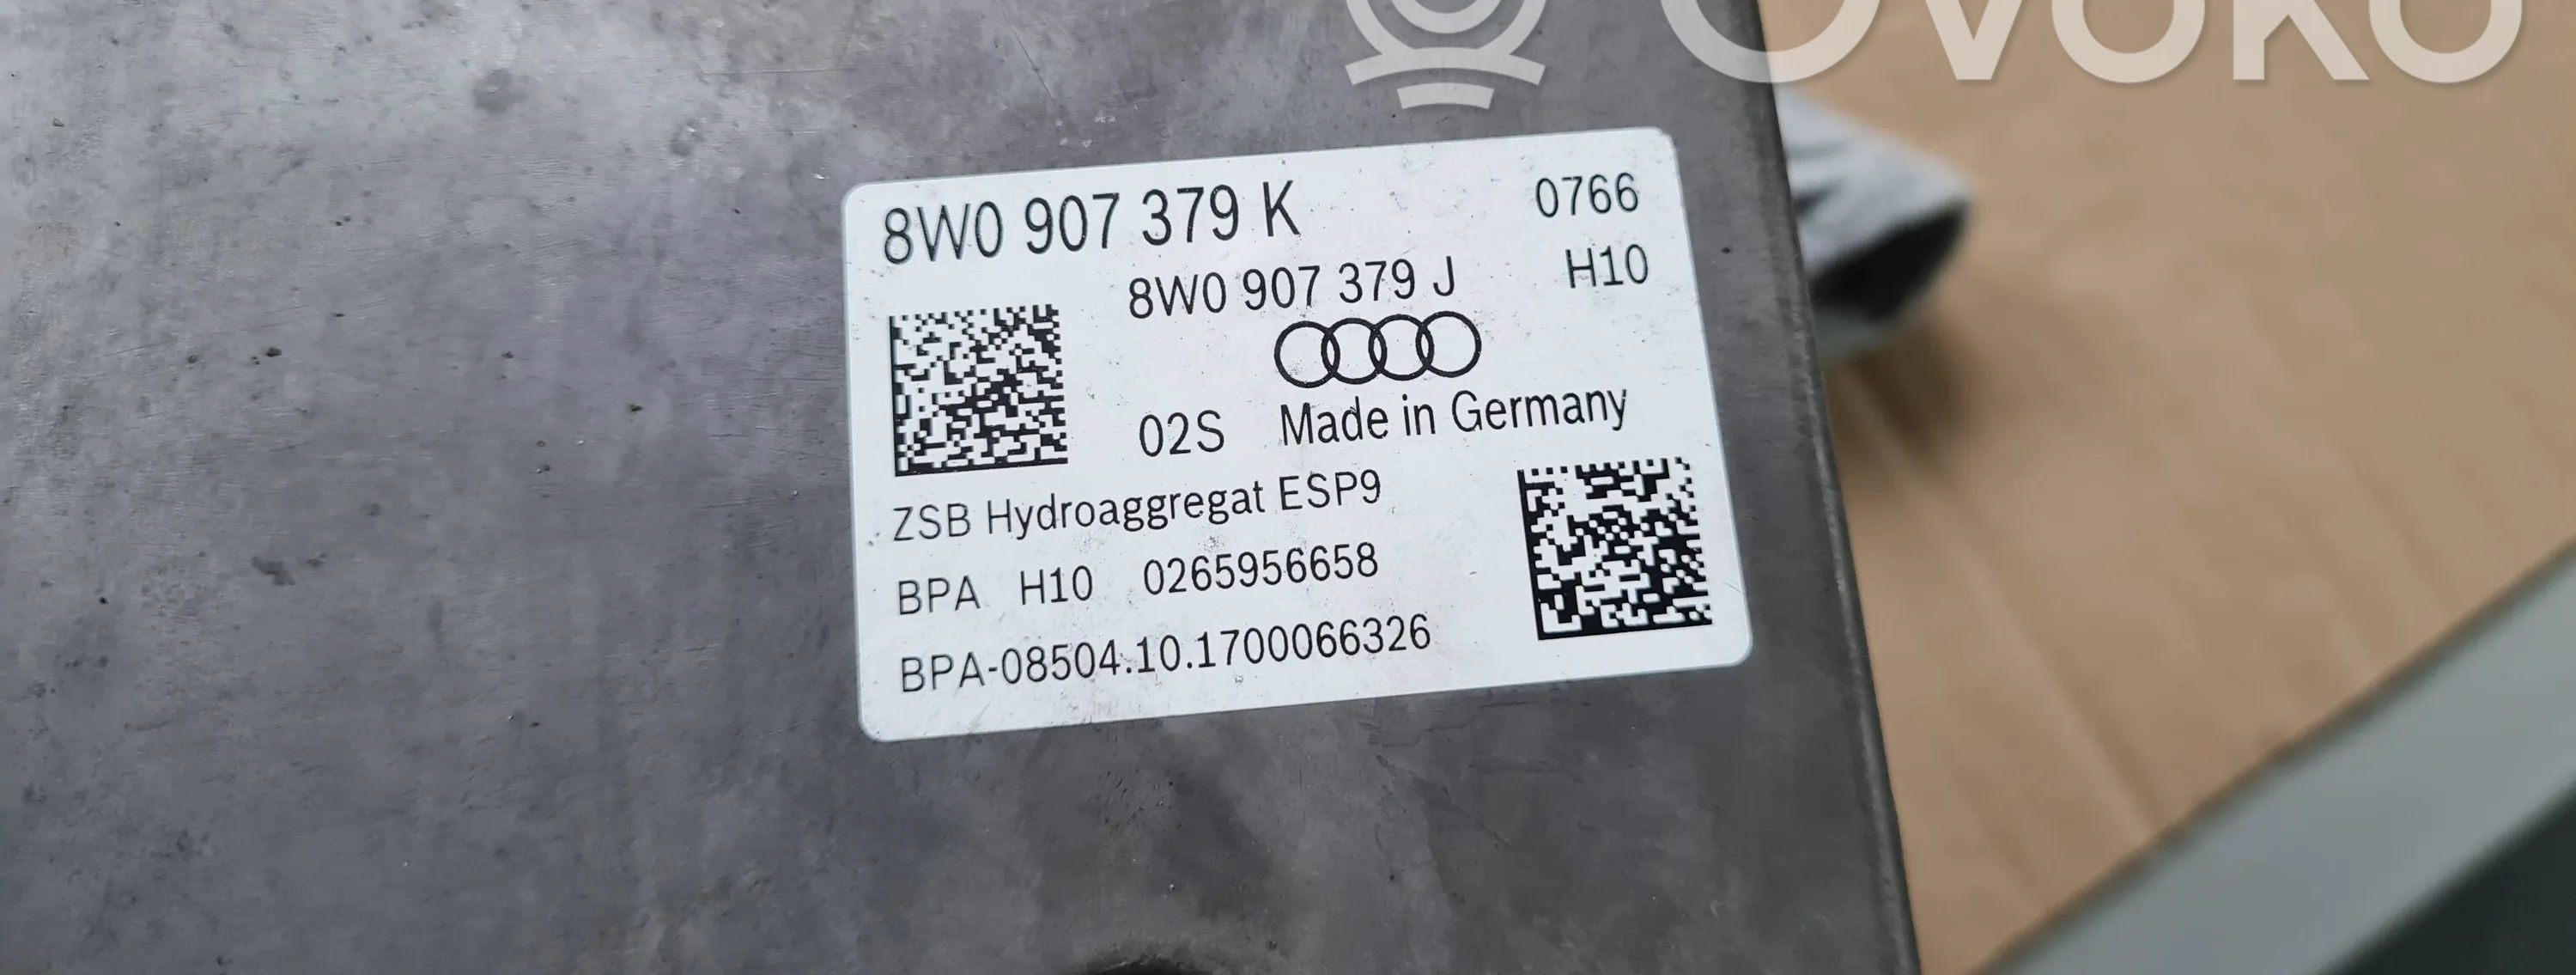 OVOKO
8W0 907 379 K
0766
8W0 907 379 J
H10
02S Made in Germany
ZSB Hydroaggregat ESP9
BPA H10 0265956658
BPA-08504.10.1700066326